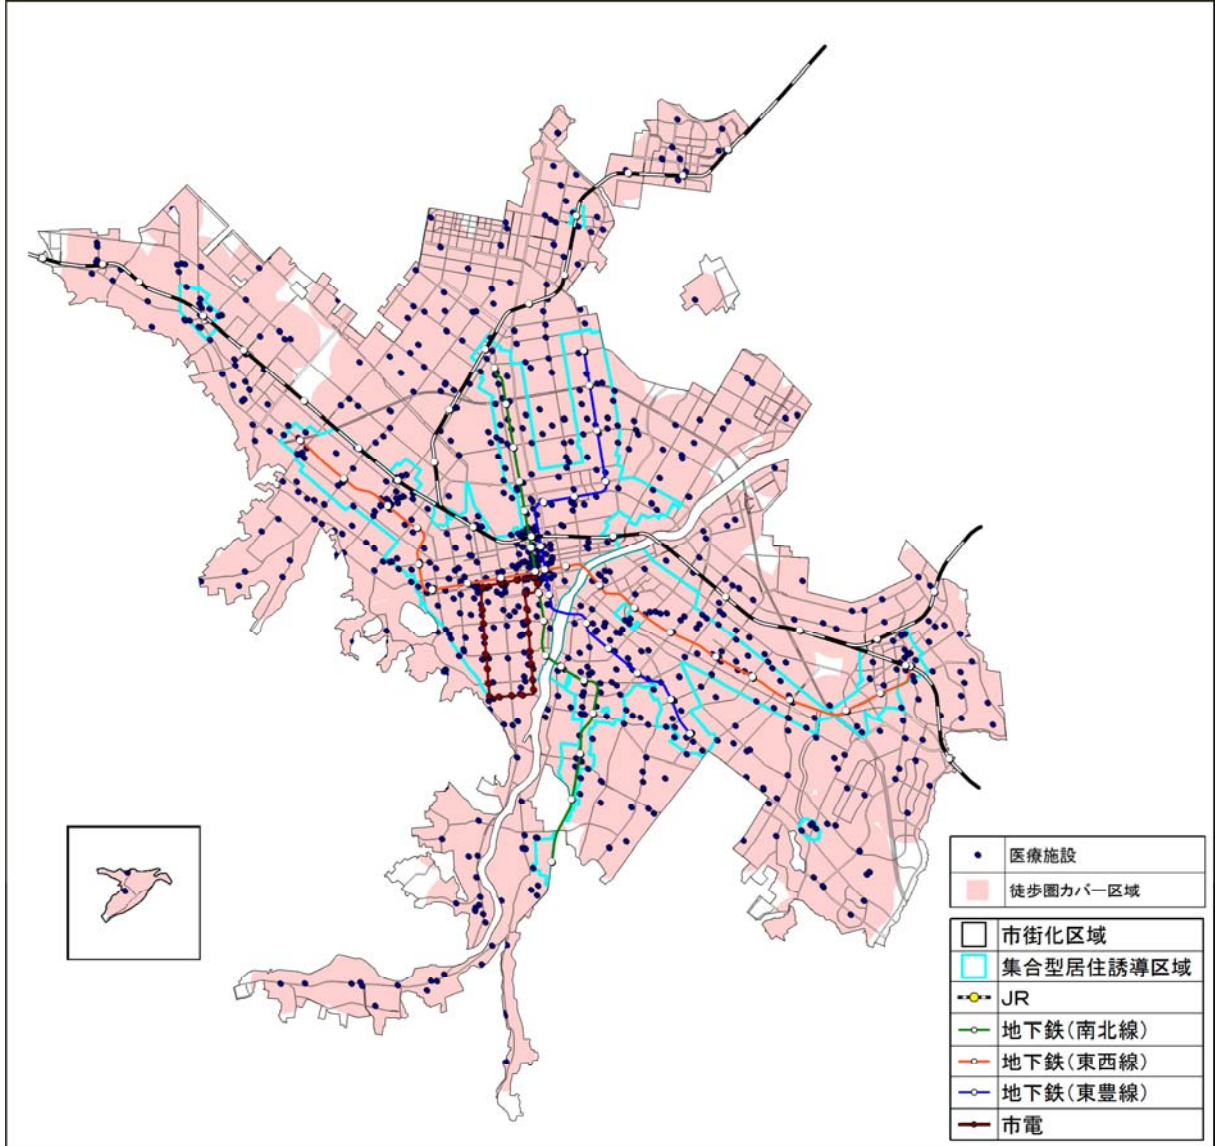 医療施設
徒歩圏カバー区域
市街化区域
集合型居住誘導区域
JR
地下鉄(南北線)
地下鉄(東西線)
地下鉄(東豊線)
市電